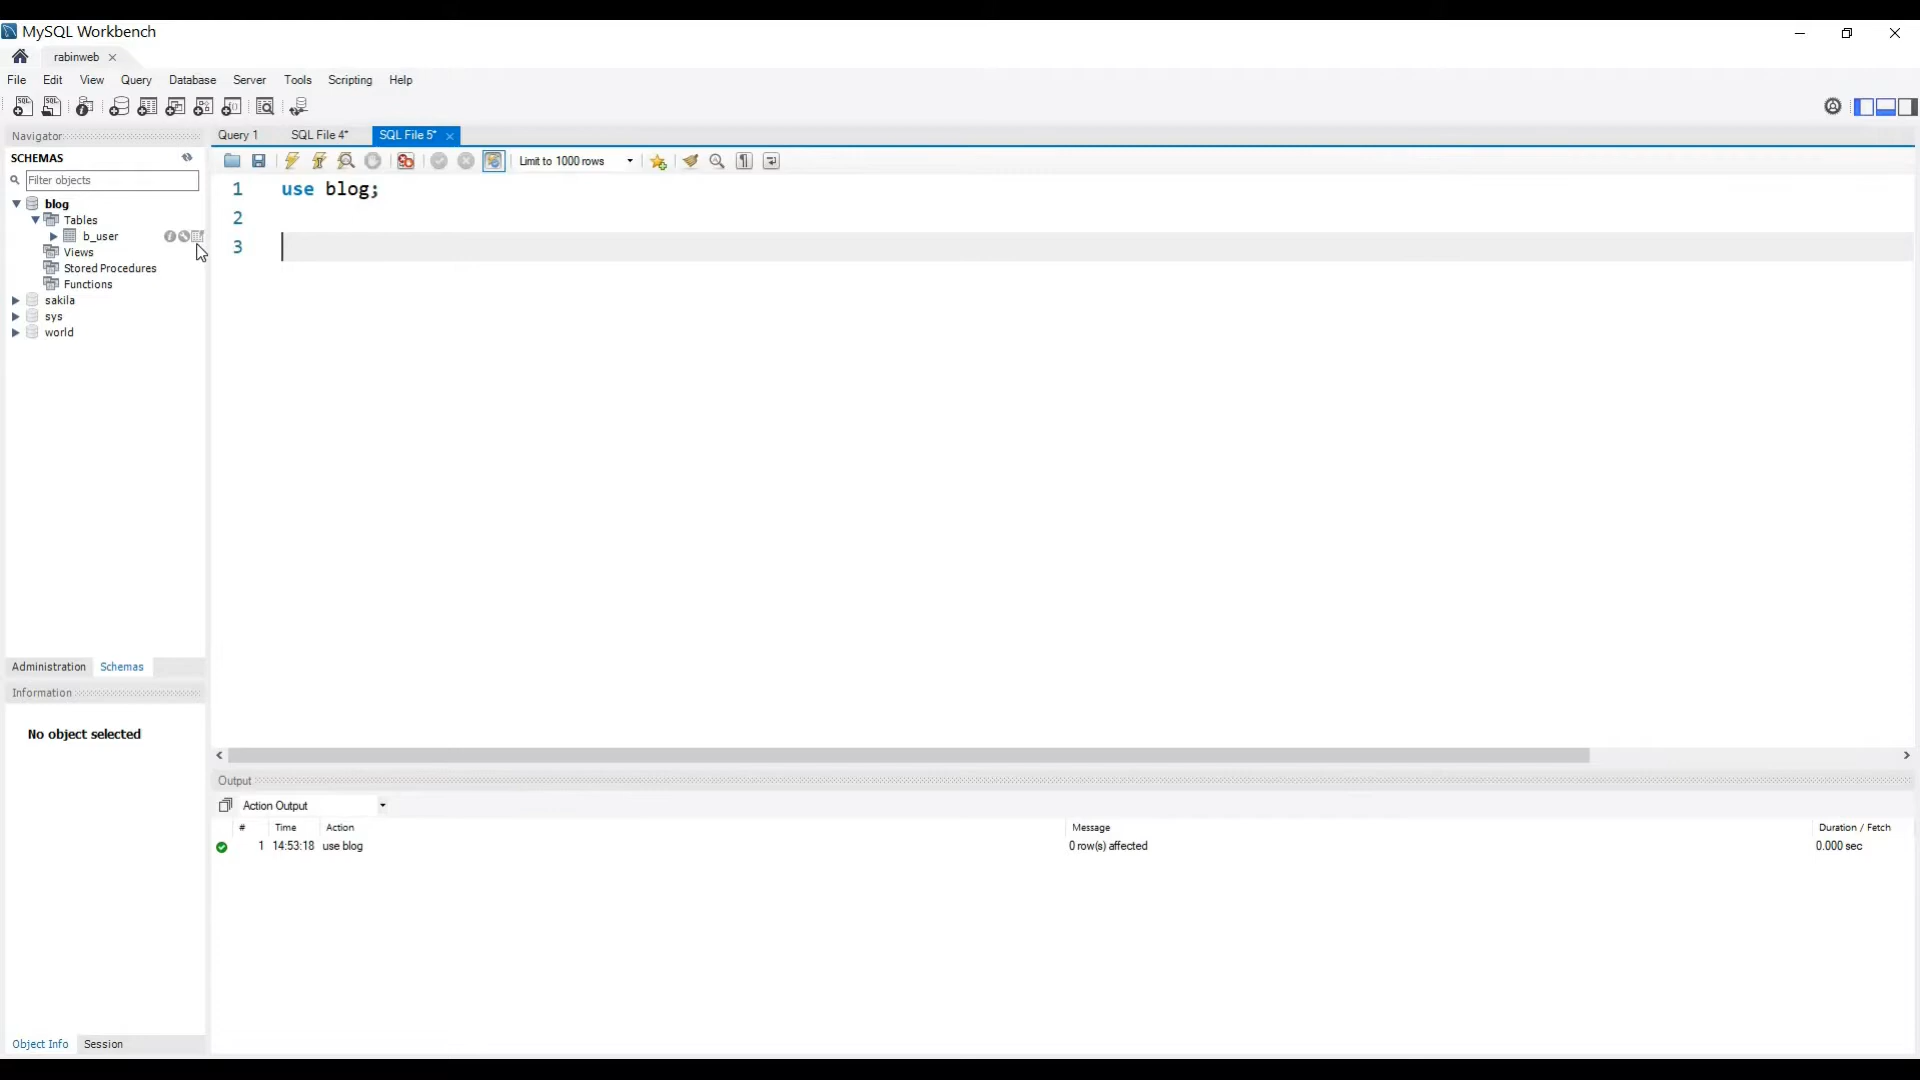 MySQL Workbench
rabinweb
File Edit View Query Database Server Tools Scripting Help
Navigator
SCHEMAS
Filter objects
blog
Tables
b_user
Views
Stored Procedures
Functions
sakila
sys
world
Administration Schemas
Information
No object selected
Object Info Session
Query 1 SQL File 4* SQL File 5*
Limit to 1000 rows
1 use blog;
2
3
Output
Action Output
# Time Action Message Duration / Fetch
1 14:53:18 use blog 0 row(s) affected 0.000 sec